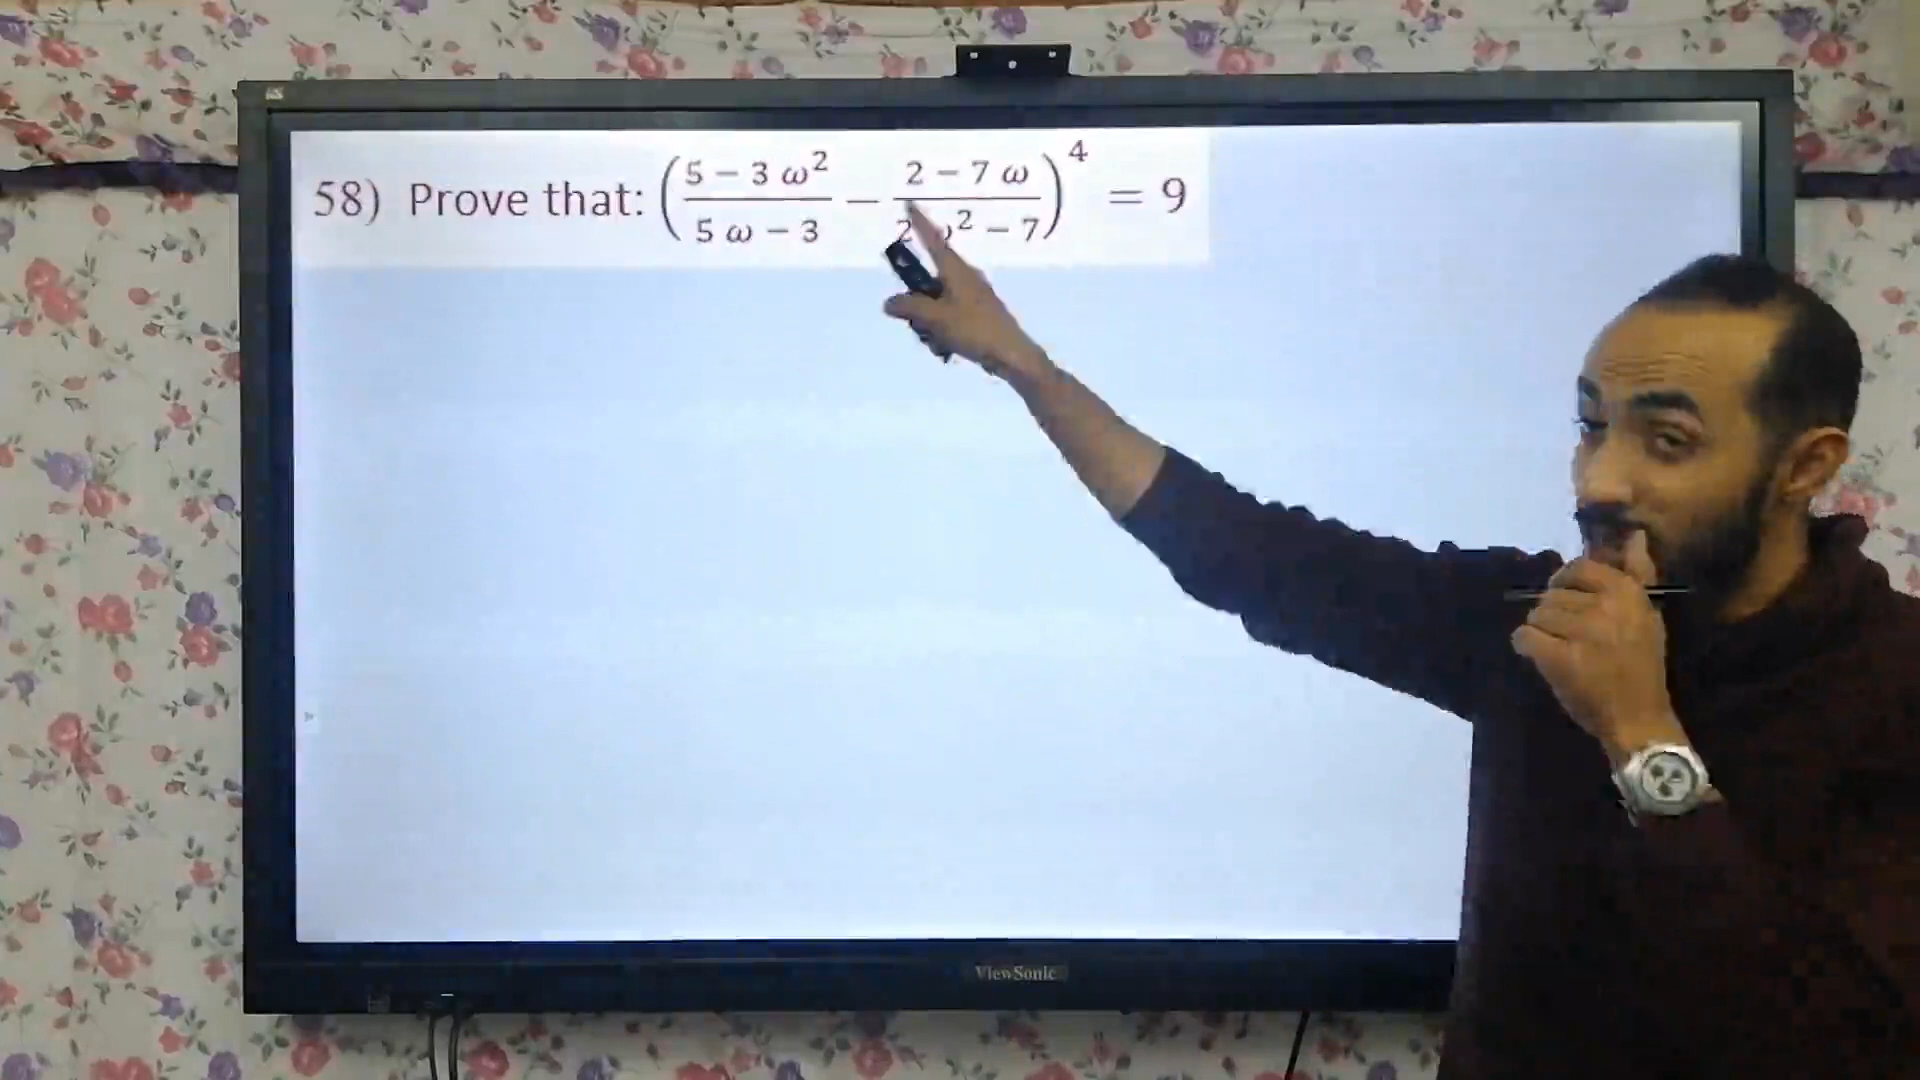 58) Prove that: (5 − 3 ω² / 5 ω − 3 − 2 − 7 ω / 2 ω² − 7)⁴ = 9
ViewSonic